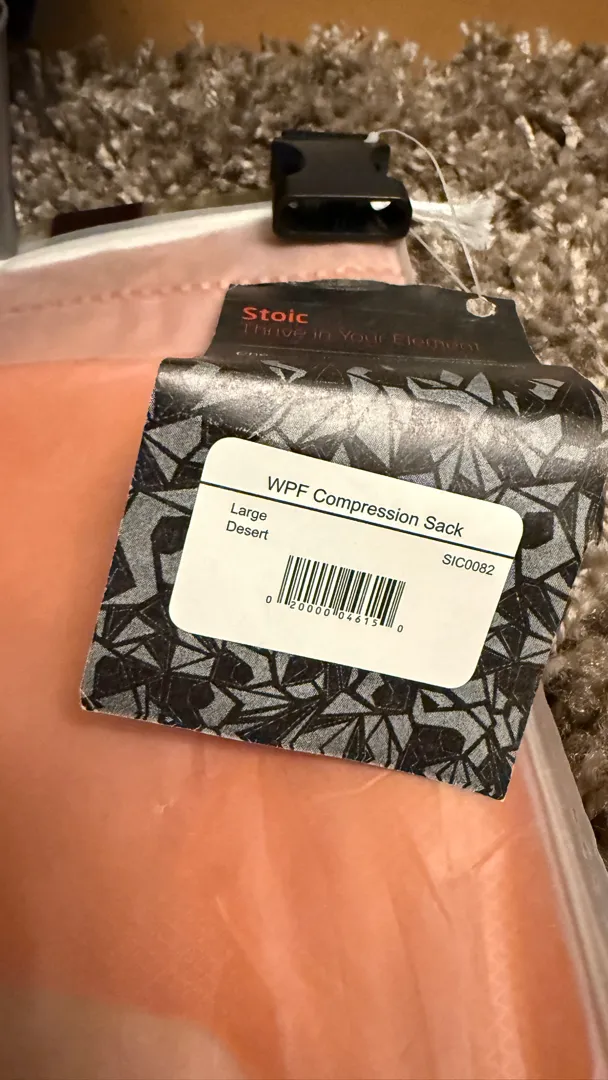 Stoic
Thrive in Your Element
WPF Compression Sack
Large
Desert
SIC0082
0 20000 04615 0